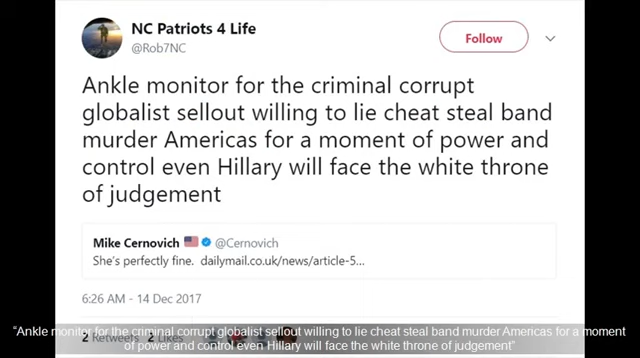 NC Patriots 4 Life
@Rob7NC
Follow
Ankle monitor for the criminal corrupt
globalist sellout willing to lie cheat steal band
murder Americas for a moment of power and
control even Hillary will face the white throne
of judgement
Mike Cernovich @Cernovich
She's perfectly fine. dailymail.co.uk/news/article-5...
6:26 AM - 14 Dec 2017
2 Retweets 2 Likes
“Ankle monitor for the criminal corrupt globalist sellout willing to lie cheat steal band murder Americas for a moment
of power and control even Hillary will face the white throne of judgement”